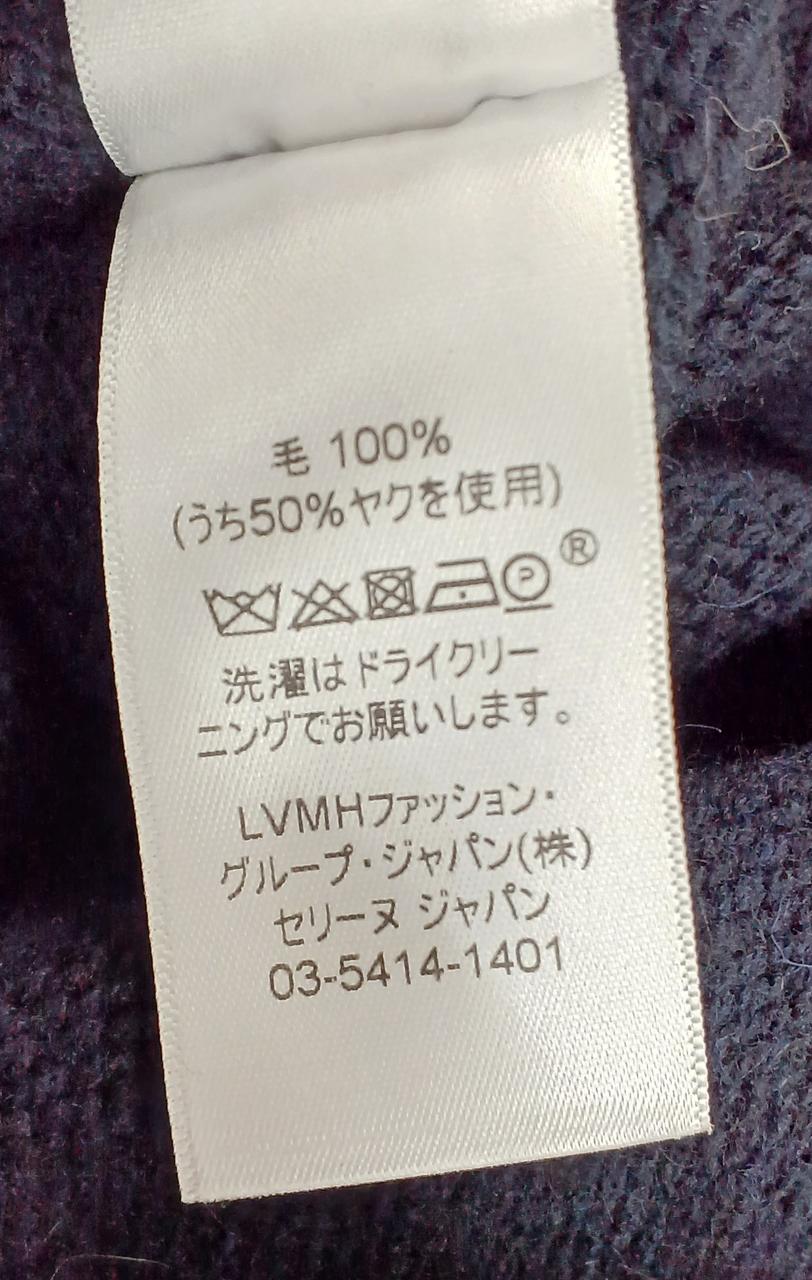 毛 100%
(うち50%ヤクを使用)
P ®
洗濯はドライクリー
ニングでお願いします。
LVMHファッション・
グループ・ジャパン(株)
セリーヌ ジャパン
03-5414-1401